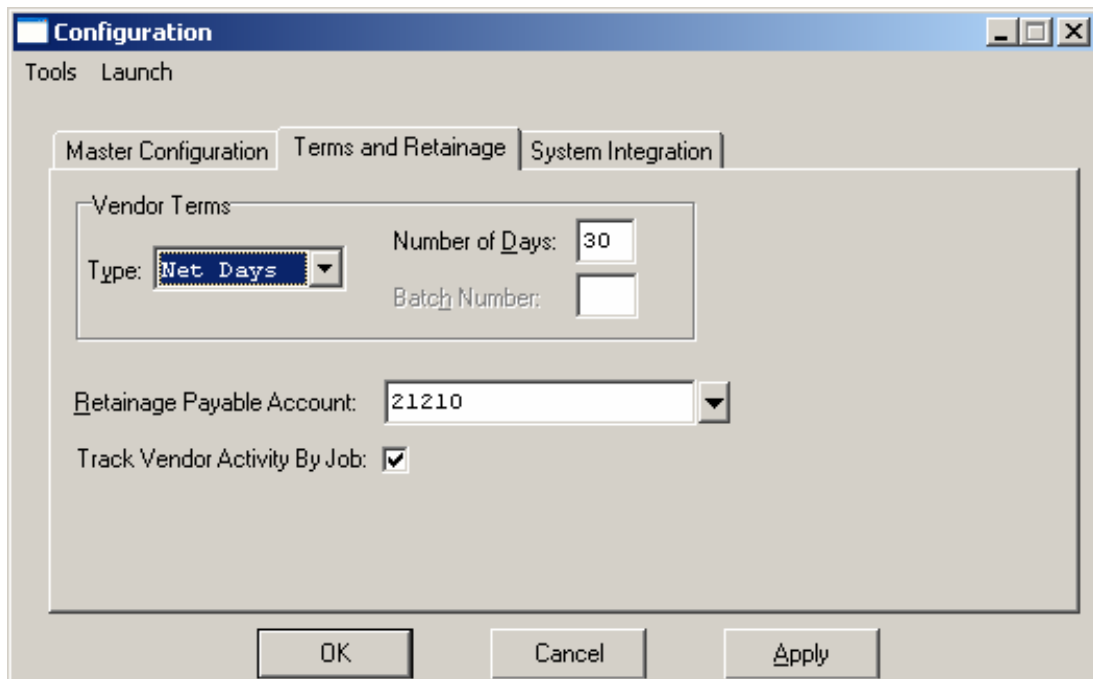 Configuration
Tools Launch
Master Configuration Terms and Retainage System Integration
Vendor Terms
Type: Net Days Number of Days: 30
Batch Number:
Retainage Payable Account: 21210
Track Vendor Activity By Job:
OK Cancel Apply